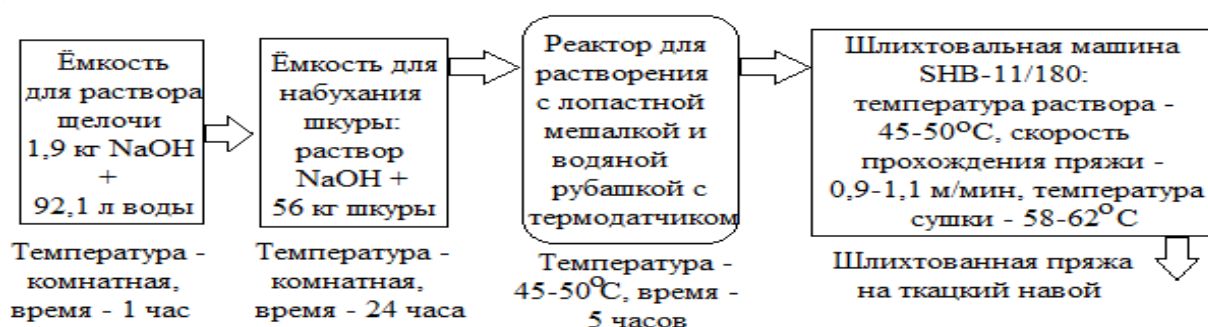 Ёмкость
для раствора
щелочи
1,9 кг NaOH
+
92,1 л воды
Температура -
комнатная,
время - 1 час
Ёмкость для
набухания
шкуры:
раствор
NaOH +
56 кг шкуры
Температура -
комнатная,
время - 24 часа
Реактор для
растворения
с лопастной
мешалкой и
водяной
рубашкой с
термодатчиком
Температура -
45-50°C, время -
5 часов
Шлихтовальная машина
SHB-11/180:
температура раствора -
45-50°C, скорость
прохождения пряжи -
0,9-1,1 м/мин, температура
сушки - 58-62°C
Шлихтованная пряжа
на ткацкий навой